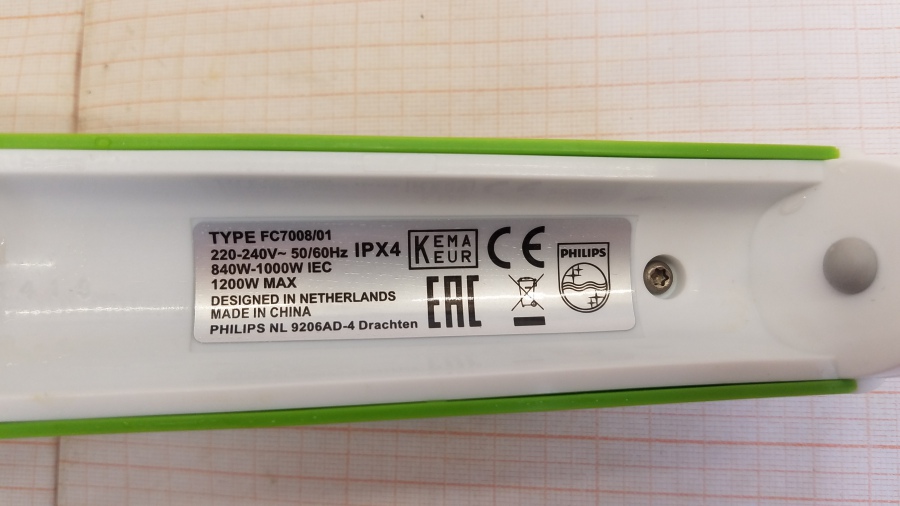 TYPE FC7008/01
220-240V~ 50/60Hz IPX4
840W-1000W IEC
1200W MAX
DESIGNED IN NETHERLANDS
MADE IN CHINA
PHILIPS NL 9206AD-4 Drachten
KEMA
EUR
CE
EAC
PHILIPS